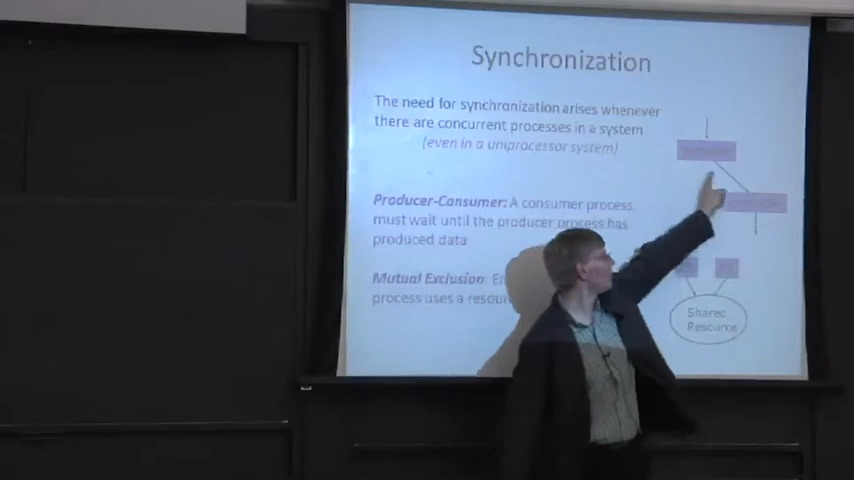 Synchronization
The need for synchronization arises whenever
there are concurrent processes in a system
(even in a uniprocessor system)
Producer-Consumer: A consumer process
must wait until the producer process has
produced data
Mutual Exclusion:
process uses a
Shared
Resource